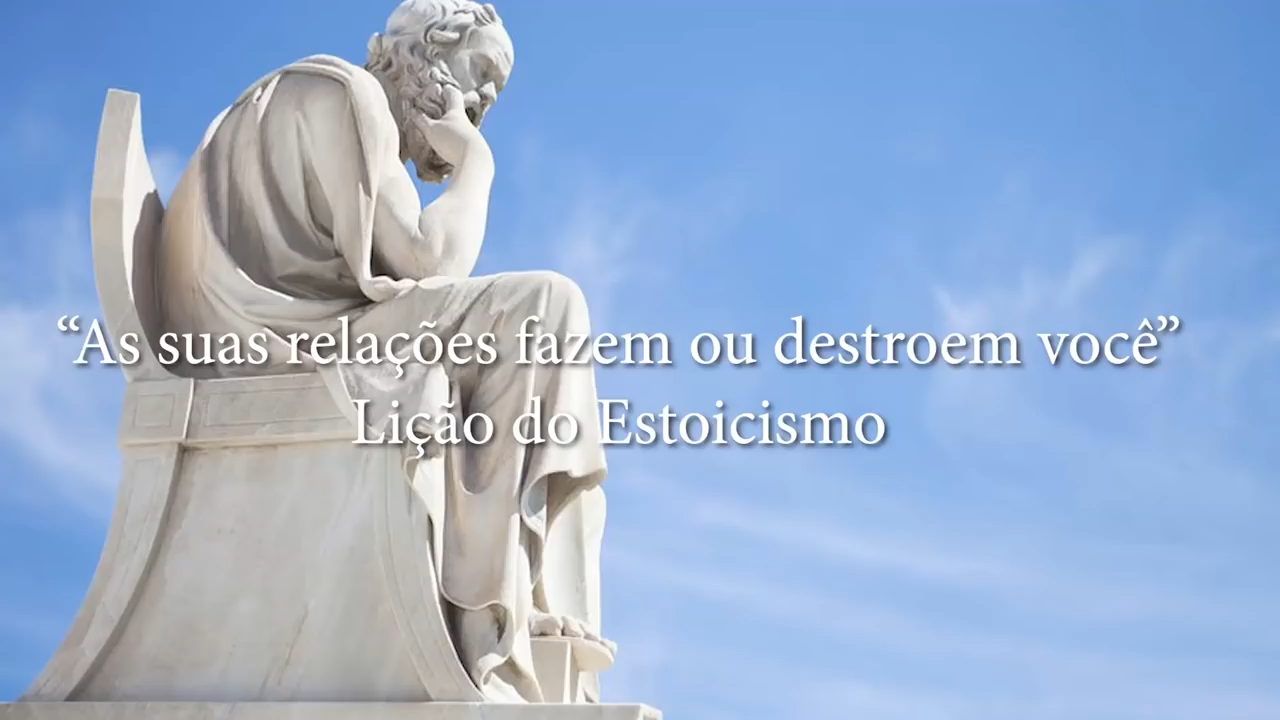 “As suas relações fazem ou destroem você”
Lição do Estoicismo